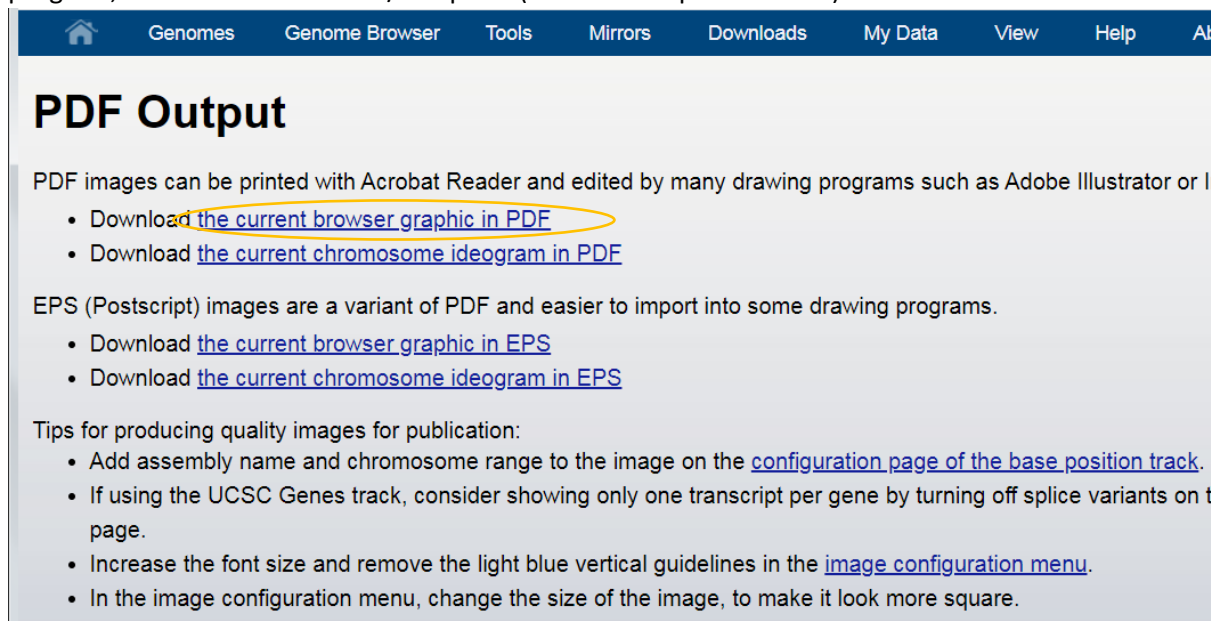 Genomes Genome Browser Tools Mirrors Downloads My Data View Help
PDF Output
PDF images can be printed with Acrobat Reader and edited by many drawing programs such as Adobe Illustrator or
• Download the current browser graphic in PDF
• Download the current chromosome ideogram in PDF
EPS (Postscript) images are a variant of PDF and easier to import into some drawing programs.
• Download the current browser graphic in EPS
• Download the current chromosome ideogram in EPS
Tips for producing quality images for publication:
• Add assembly name and chromosome range to the image on the configuration page of the base position track.
• If using the UCSC Genes track, consider showing only one transcript per gene by turning off splice variants on
page.
• Increase the font size and remove the light blue vertical guidelines in the image configuration menu.
• In the image configuration menu, change the size of the image, to make it look more square.